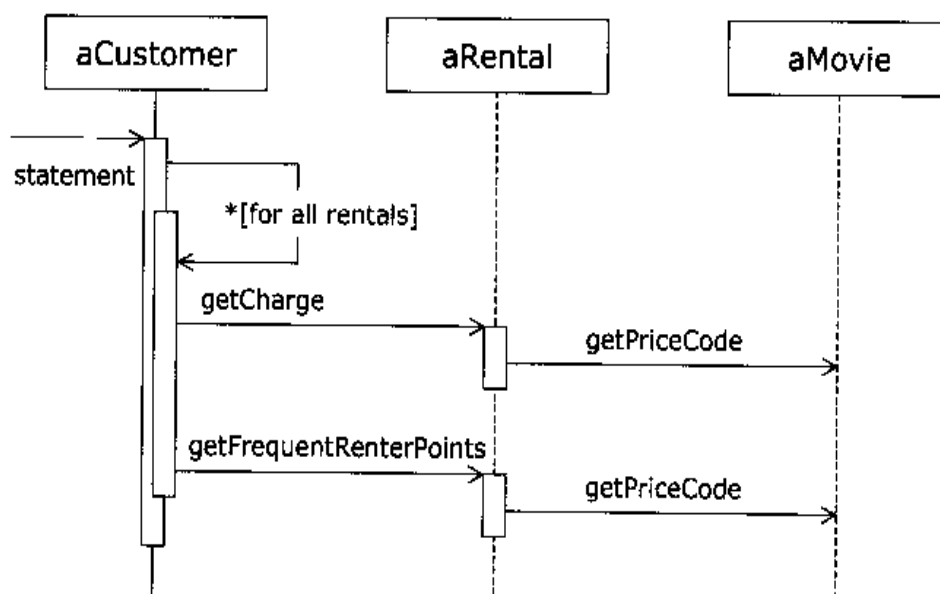 aCustomer
aRental
aMovie
statement
*[for all rentals]
getCharge
getPriceCode
getFrequentRenterPoints
getPriceCode